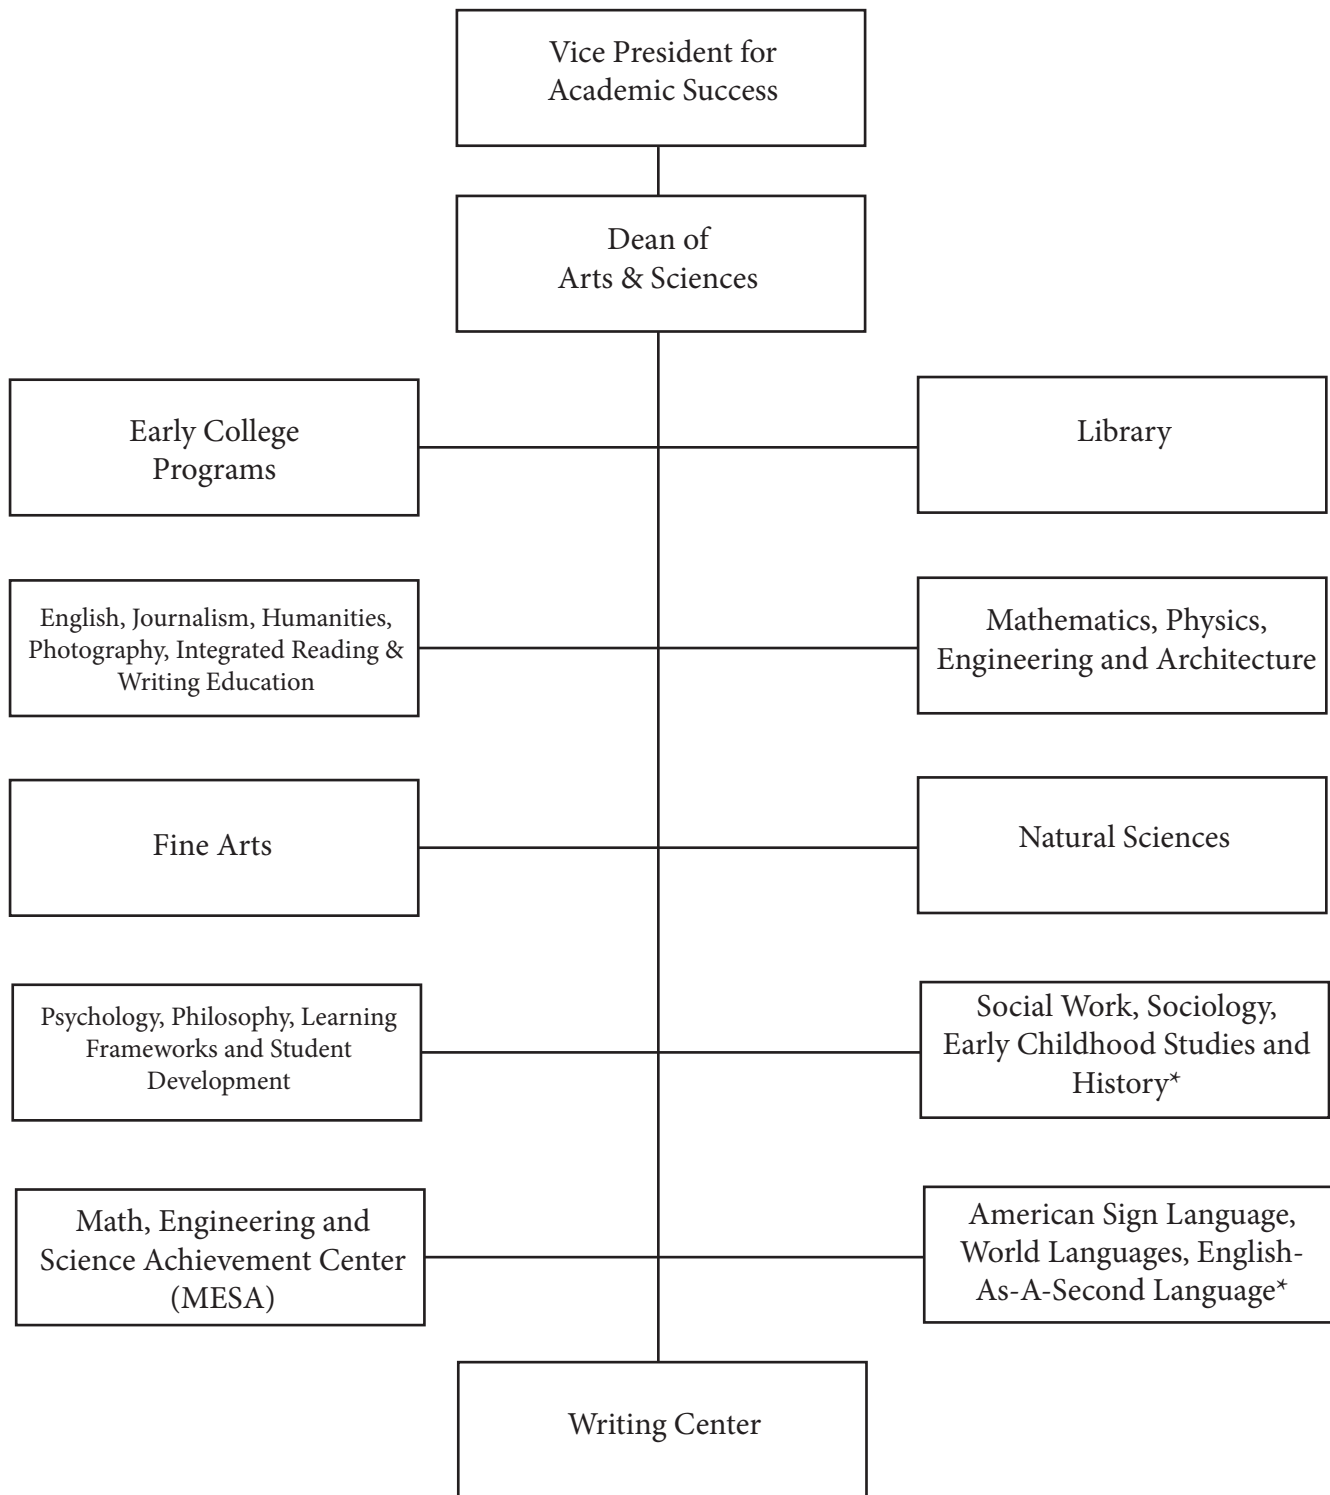 Vice President for
Academic Success
Dean of
Arts & Sciences
Early College
Programs
Library
English, Journalism, Humanities,
Photography, Integrated Reading &
Writing Education
Mathematics, Physics,
Engineering and Architecture
Fine Arts
Natural Sciences
Psychology, Philosophy, Learning
Frameworks and Student
Development
Social Work, Sociology,
Early Childhood Studies and
History*
Math, Engineering and
Science Achievement Center
(MESA)
American Sign Language,
World Languages, English-
As-A-Second Language*
Writing Center